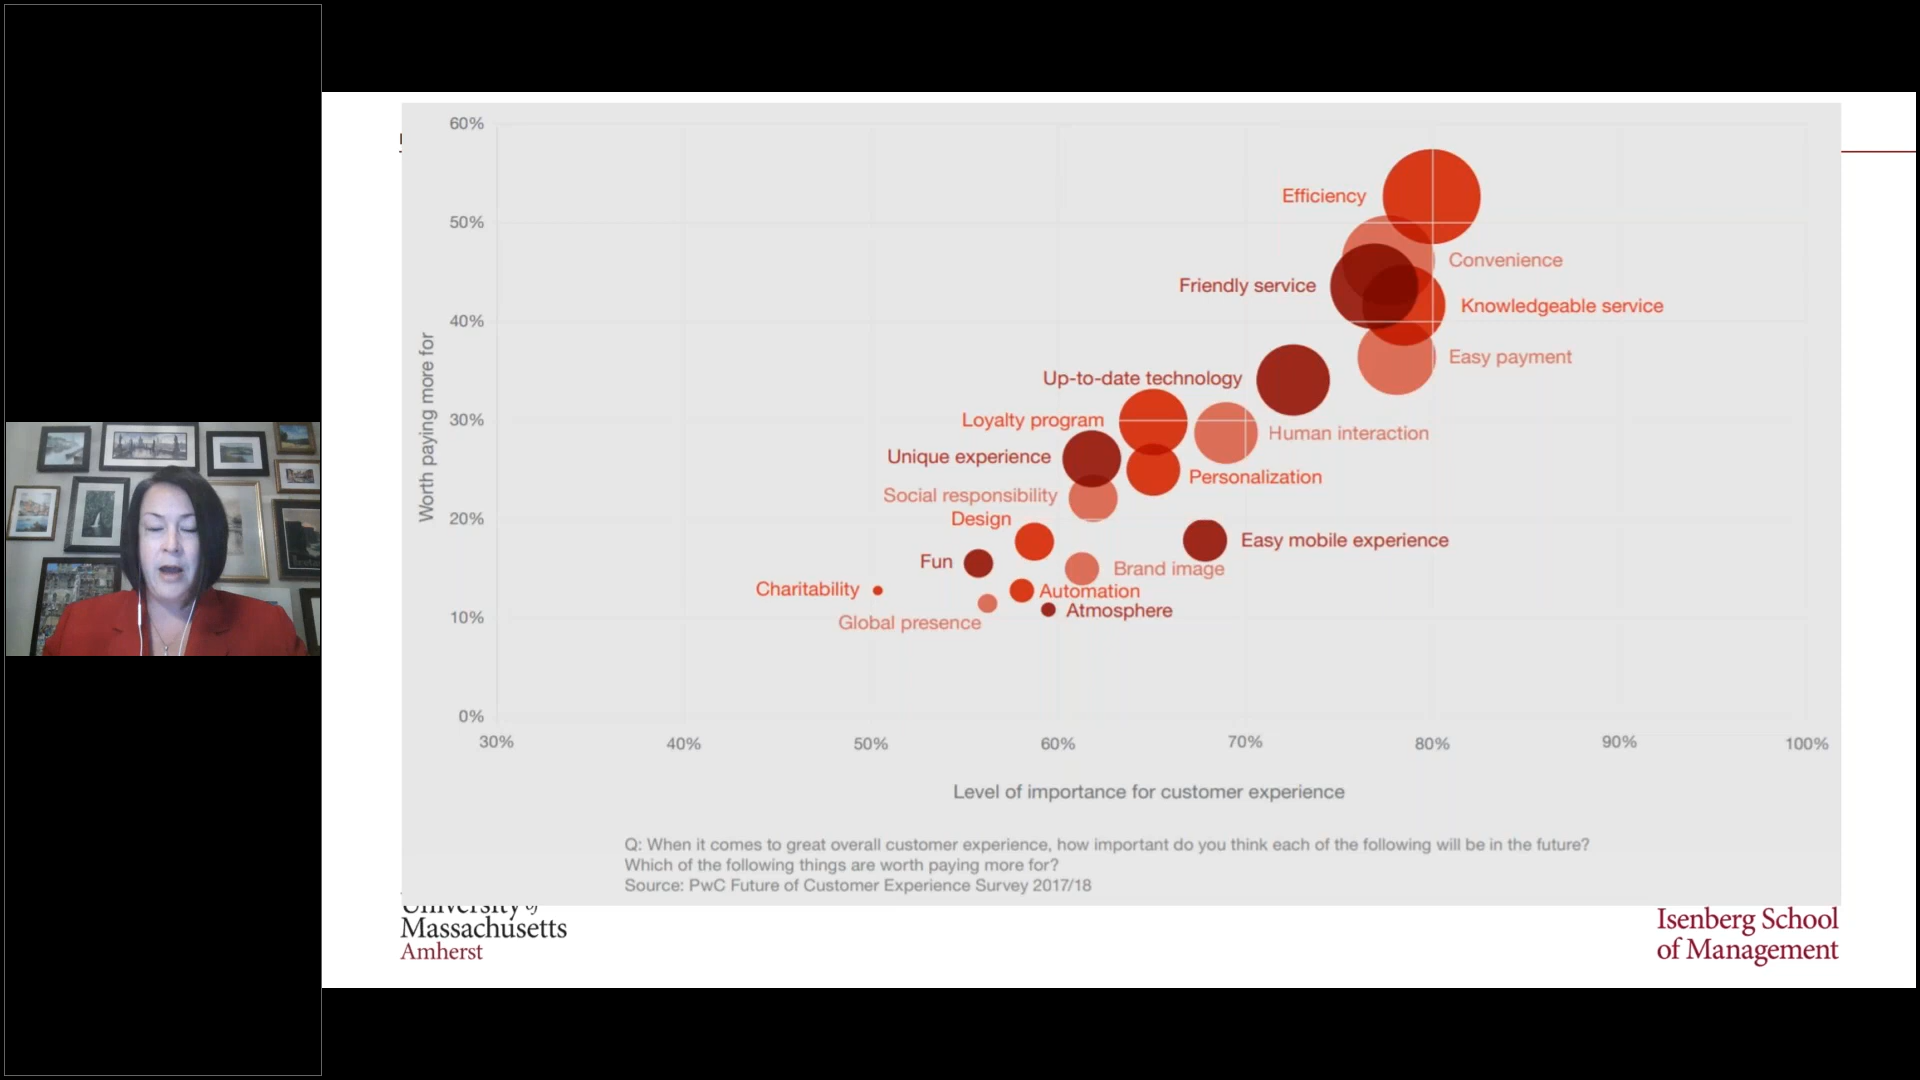 60%
Efficiency
50%
Convenience
Friendly service
Knowledgeable service
40%
Easy payment
Up-to-date technology
Worth paying more for
Loyalty program
30%
Human interaction
Unique experience
Personalization
Social responsibility
20%
Design
Easy mobile experience
Fun
Brand image
Charitability
Automation
Atmosphere
10%
Global presence
0%
30%
40%
50%
60%
70%
80%
90%
100%
Level of importance for customer experience
Q: When it comes to great overall customer experience, how important do you think each of the following will be in the future?
Which of the following things are worth paying more for?
Source: PwC Future of Customer Experience Survey 2017/18
University of
Massachusetts
Amherst
Isenberg School
of Management